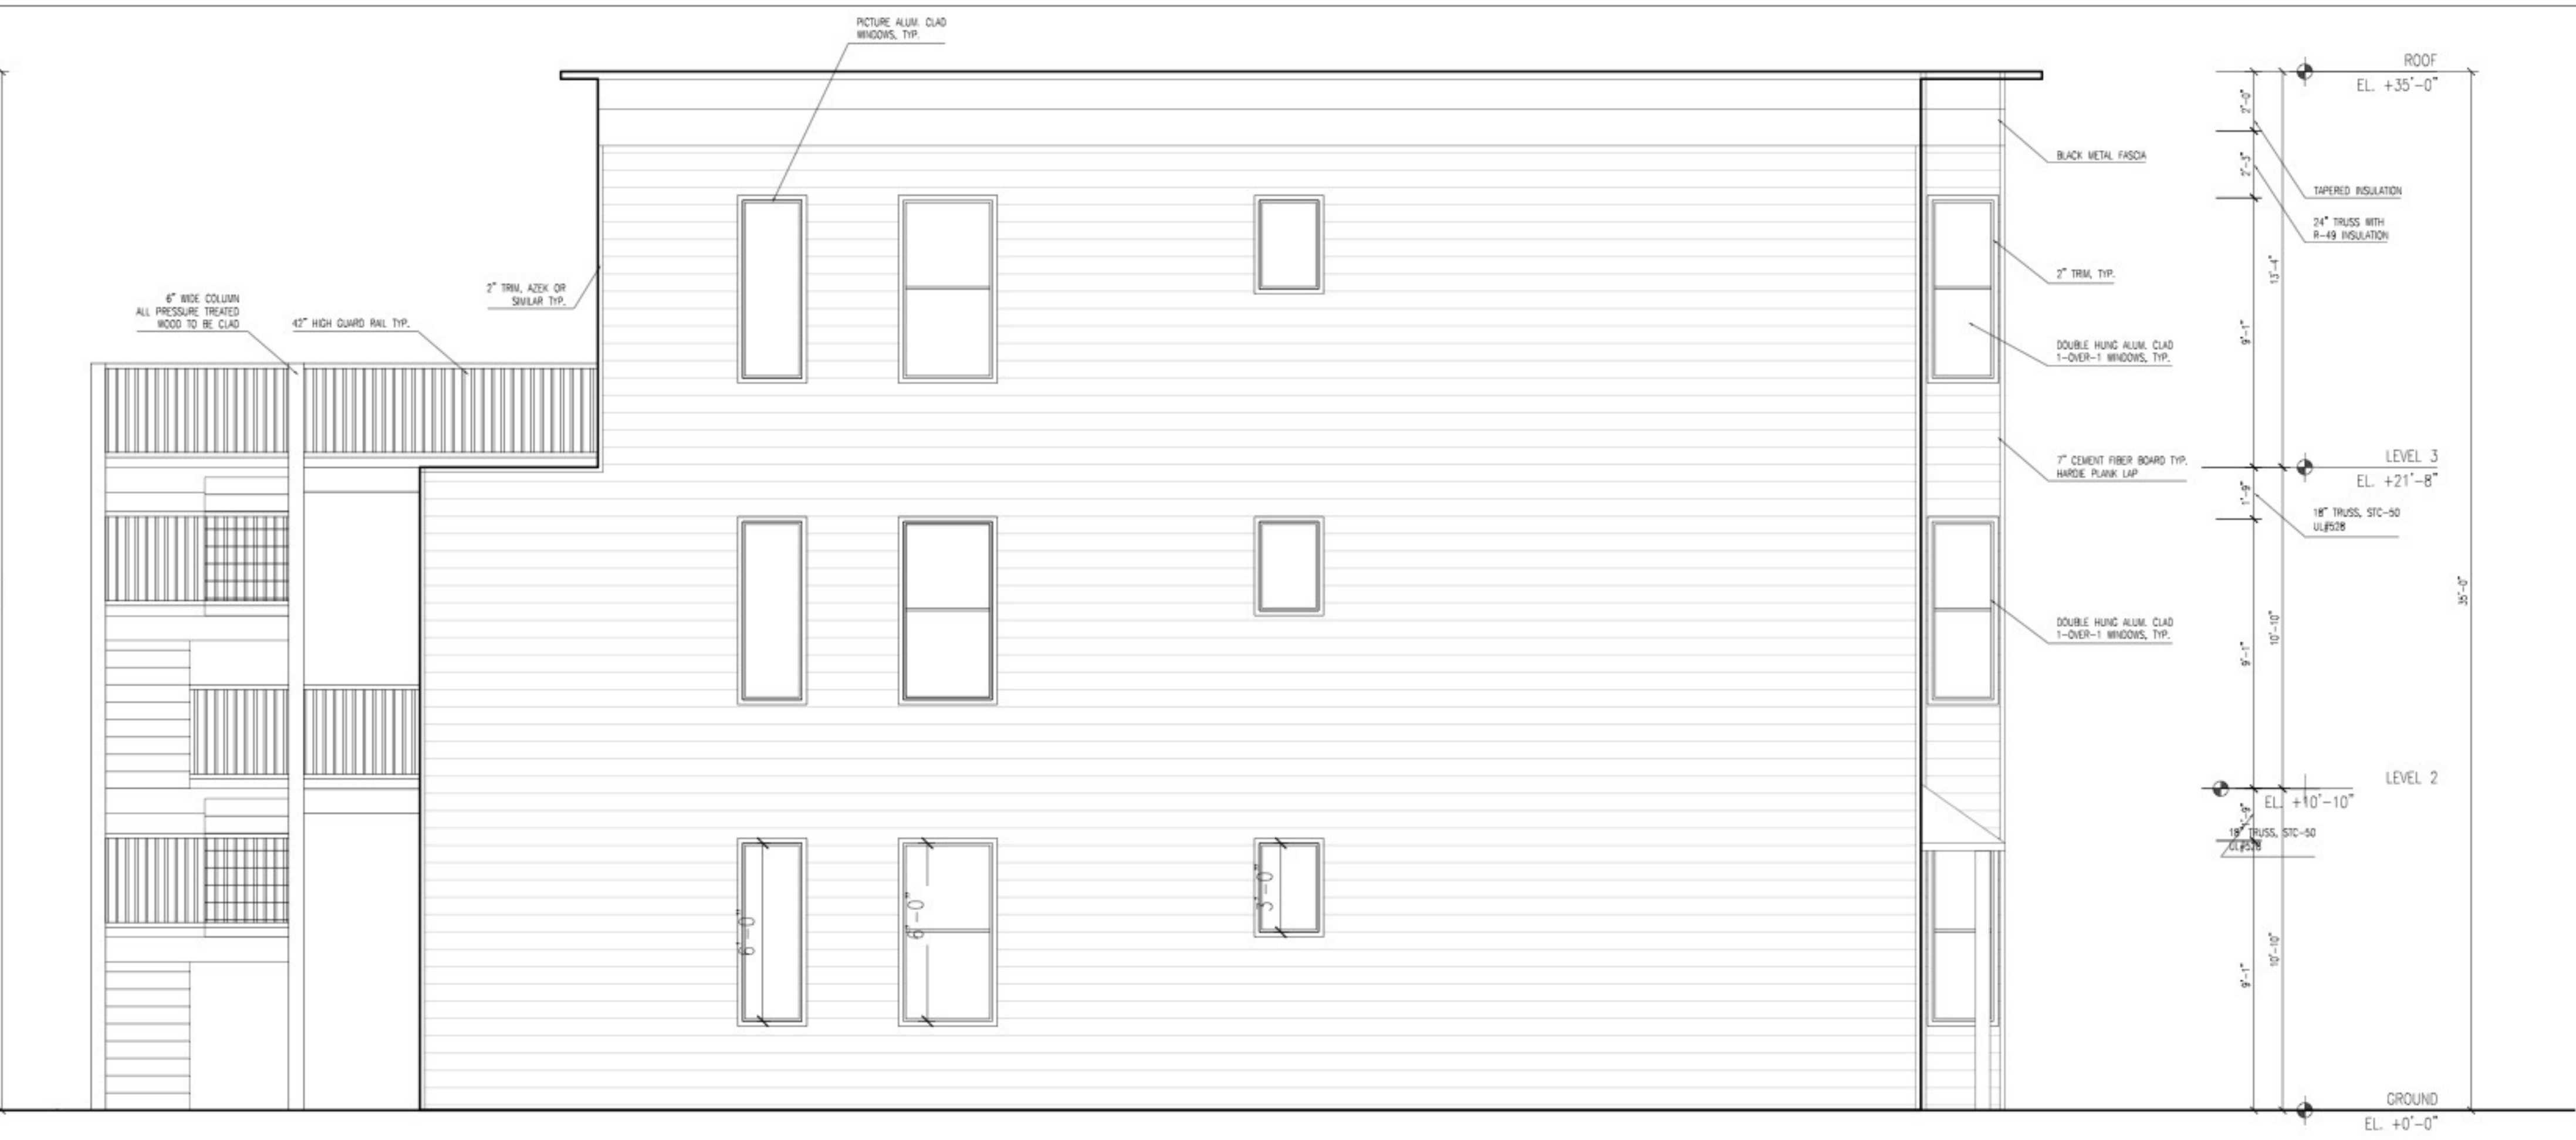 PICTURE ALUM. CLAD
WINDOWS, TYP.
ROOF
EL. +35'-0"
2'-0"
BLACK METAL FASCIA
2'-3"
TAPERED INSULATION
24" TRUSS WITH
R-49 INSULATION
13'-4"
2" TRIM, TYP.
2" TRIM, AZEK OR
SIMILAR TYP.
6" WIDE COLUMN
ALL PRESSURE TREATED
WOOD TO BE CLAD
42" HIGH GUARD RAIL TYP.
9'-1"
DOUBLE HUNG ALUM. CLAD
1-OVER-1 WINDOWS, TYP.
7" CEMENT FIBER BOARD TYP.
HARDIE PLANK LAP
LEVEL 3
EL. +21'-8"
1'-9"
18" TRUSS, STC-50
UL#528
35'-0"
DOUBLE HUNG ALUM. CLAD
1-OVER-1 WINDOWS, TYP.
10'-10"
9'-1"
LEVEL 2
EL. +10'-10"
1'-9"
18" TRUSS, STC-50
UL#528
6'-0"
6'-0"
3'-0"
10'-10"
9'-1"
GROUND
EL. +0'-0"